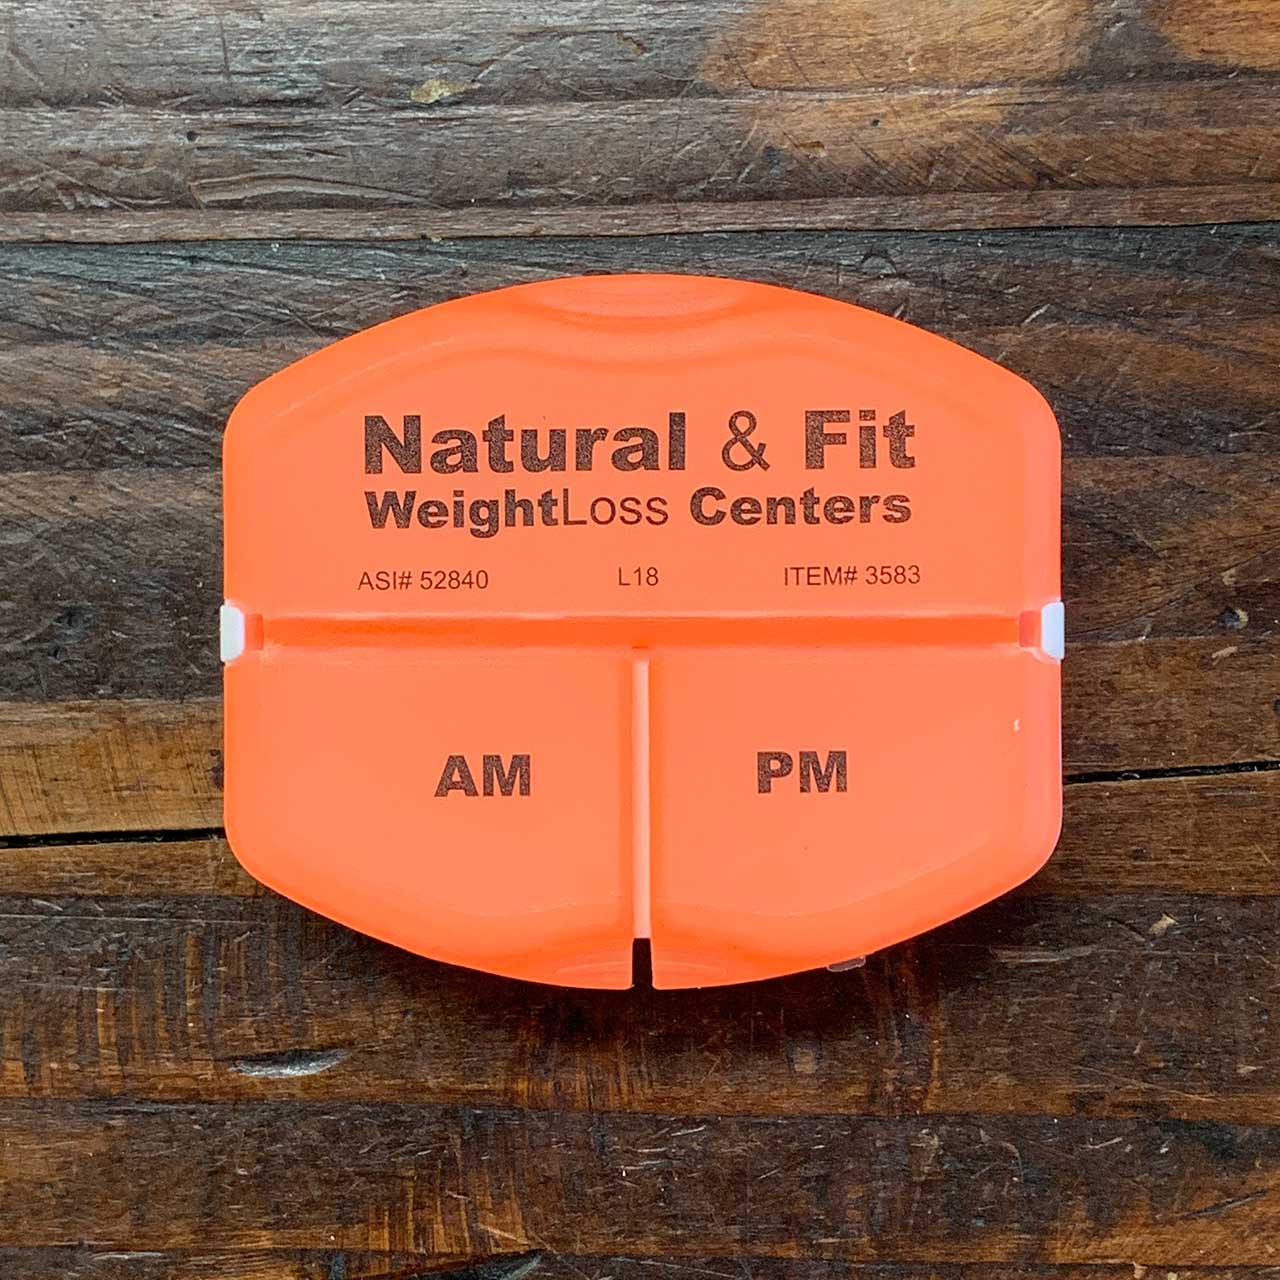 Natural & Fit
WeightLoss Centers
ASI# 52840 L18 ITEM# 3583
AM PM